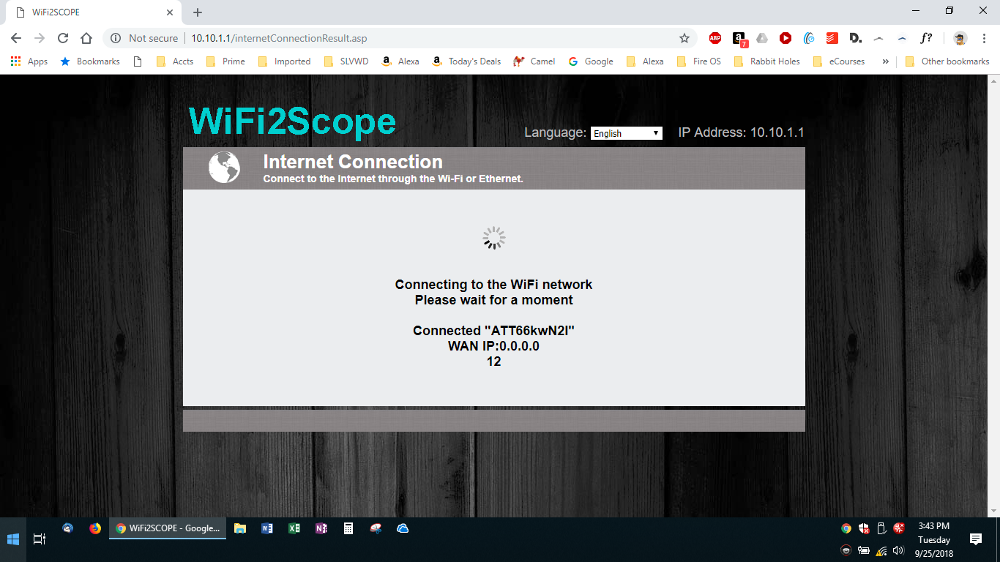 WiFi2SCOPE
Not secure
10.10.1.1/internetConnectionResult.asp
ABP
7
D.
f?
Apps
Bookmarks
Accts
Prime
Imported
SLVWD
Alexa
Today's Deals
Camel
Google
Alexa
Fire OS
Rabbit Holes
eCourses
»
Other bookmarks
WiFi2Scope
Language: English
IP Address: 10.10.1.1
Internet Connection
Connect to the Internet through the Wi-Fi or Ethernet.
Connecting to the WiFi network
Please wait for a moment
Connected "ATT66kwN2I"
WAN IP:0.0.0.0
12
WiFi2SCOPE - Google...
3:43 PM
Tuesday
9/25/2018